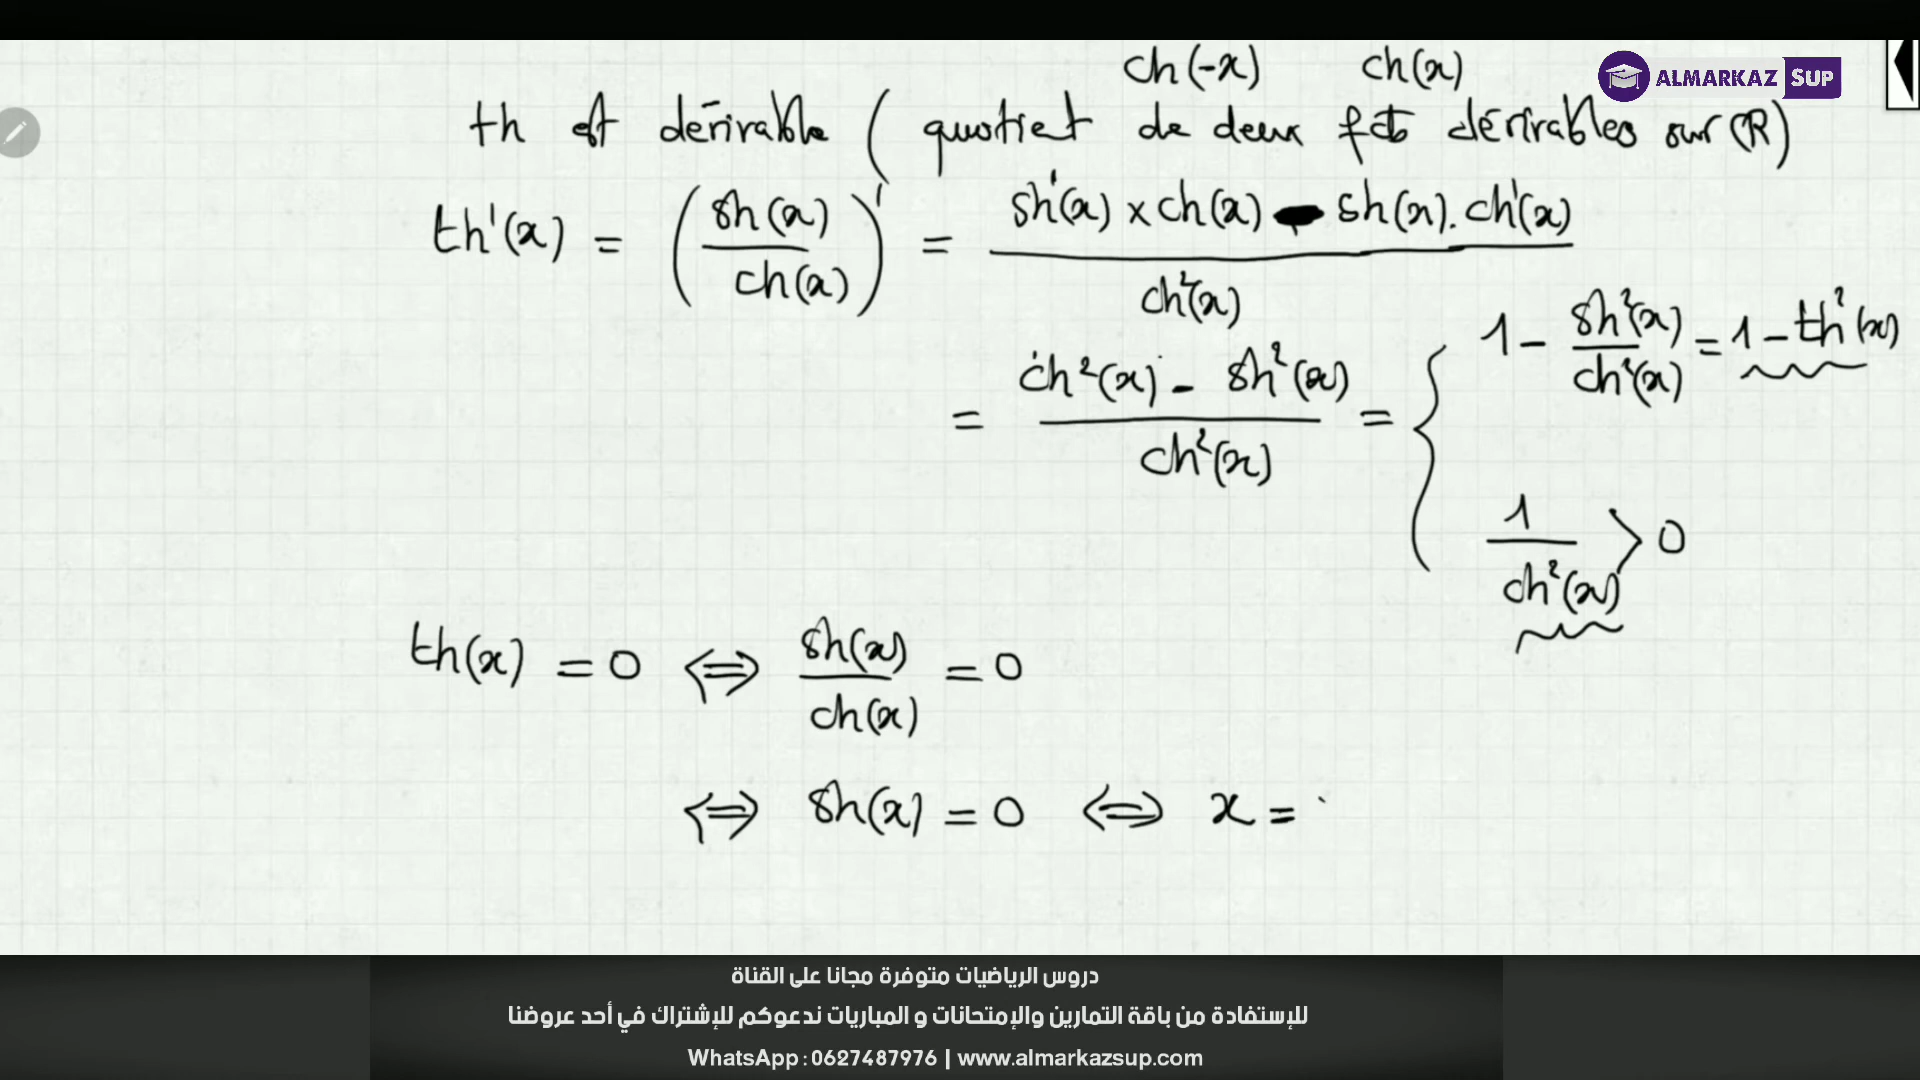 ch(-x) ch(x)
ALMARKAZ SUP
th est dérivable ( quotient de deux fcts dérivables sur ℝ)
th'(x) = (sh(x)/ch(x))' = (sh'(x) × ch(x) - sh(x). ch'(x))/ch²(x)
= (ch²(x) - sh²(x))/ch²(x) = { 1 - sh²(x)/ch²(x) = 1 - th²(x)
1/ch²(x) > 0
th(x) = 0 ⇔ sh(x)/ch(x) = 0
⇔ sh(x) = 0 ⇔ x =
دروس الرياضيات متوفرة مجانا على القناة
للإستفادة من باقة التمارين والإمتحانات و المباريات ندعوكم للإشتراك في أحد عروضنا
WhatsApp : 0627487976 | www.almarkazsup.com